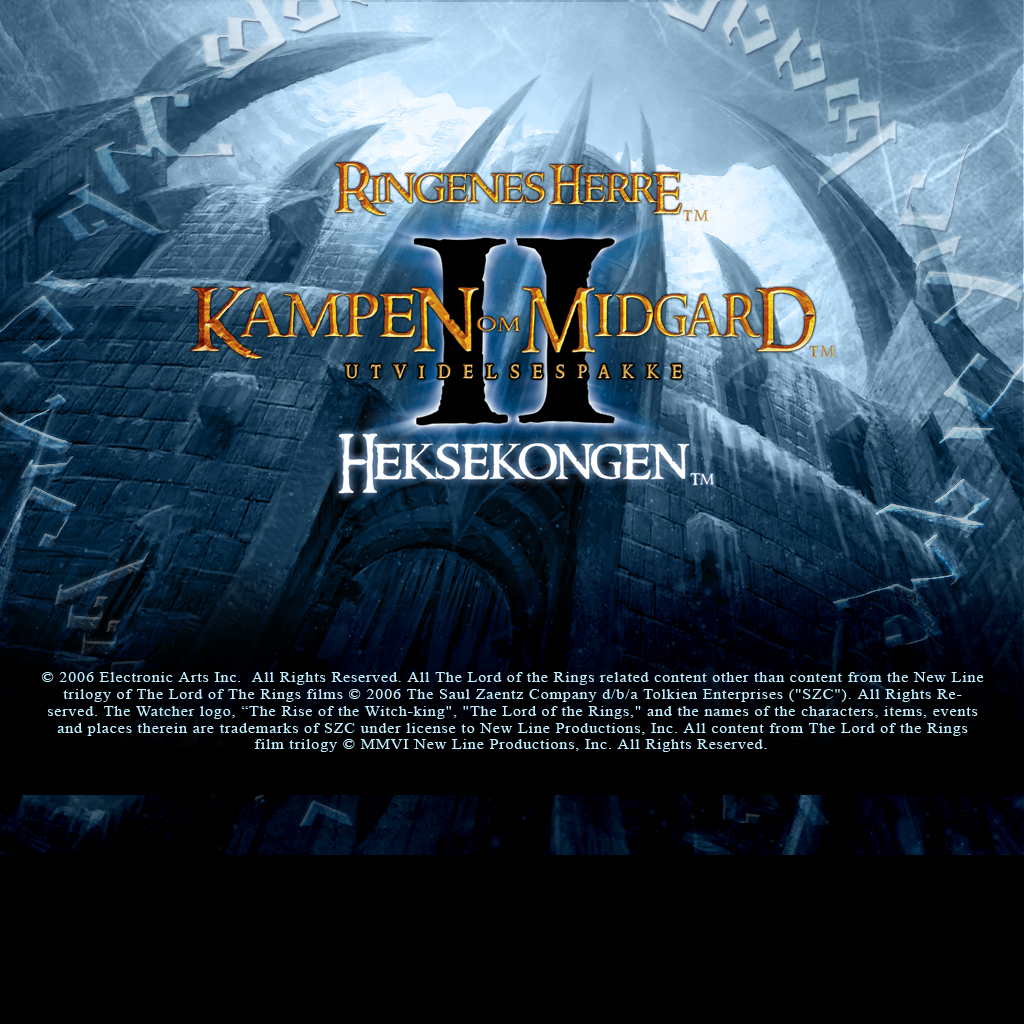 RINGENES HERRE™
II
KAMPEN OM MIDGARD™
UTVIDELSESPAKKE
HEKSEKONGEN™
© 2006 Electronic Arts Inc.  All Rights Reserved. All The Lord of the Rings related content other than content from the New Line
trilogy of The Lord of The Rings films © 2006 The Saul Zaentz Company d/b/a Tolkien Enterprises ("SZC"). All Rights Re-
served. The Watcher logo, “The Rise of the Witch-king", "The Lord of the Rings," and the names of the characters, items, events
and places therein are trademarks of SZC under license to New Line Productions, Inc. All content from The Lord of the Rings
film trilogy © MMVI New Line Productions, Inc. All Rights Reserved.